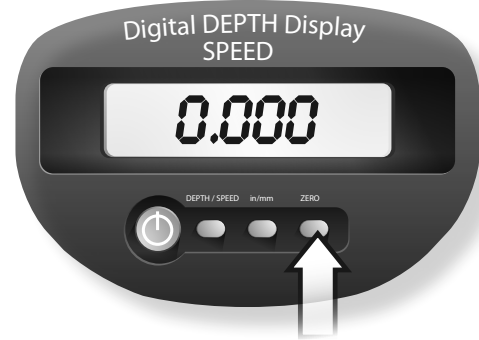 Digital DEPTH Display
SPEED
0.000
DEPTH / SPEED in/mm ZERO